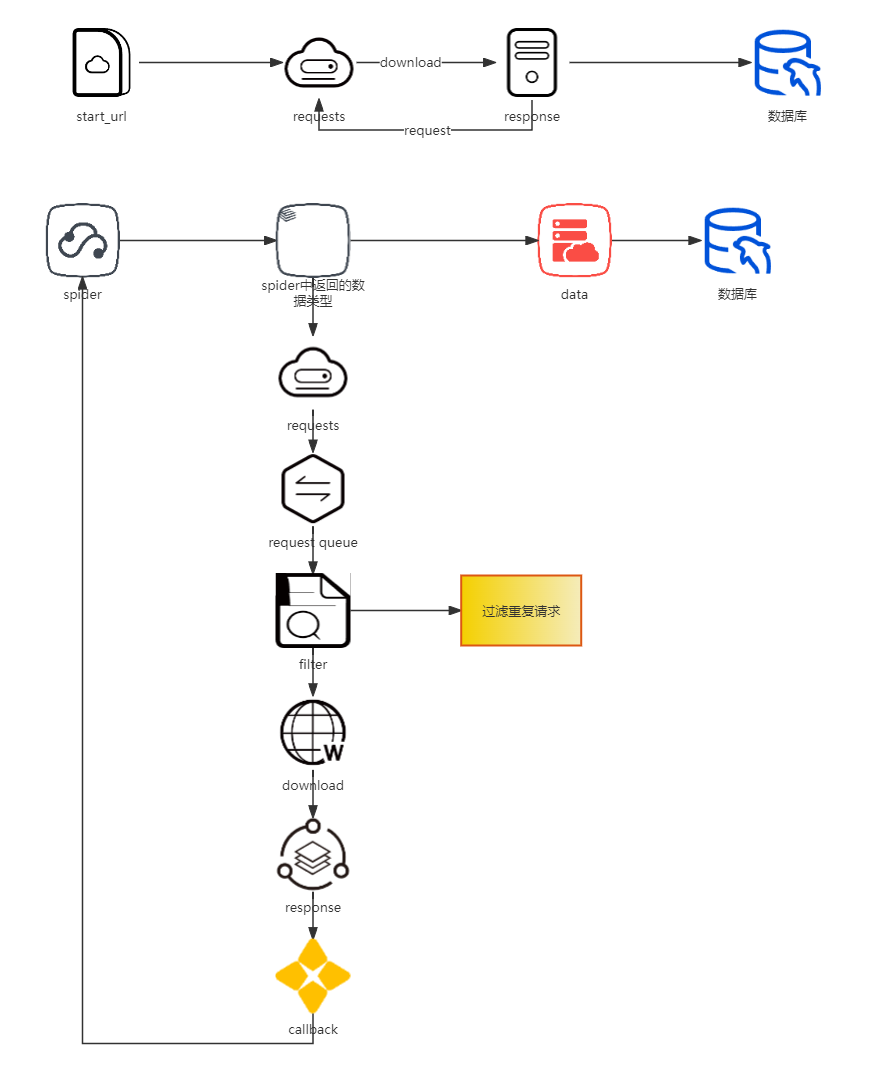 download
start_url
requests
response
数据库
request
spider
spider中返回的数
据类型
data
数据库
requests
request queue
过滤重复请求
filter
W
download
response
callback